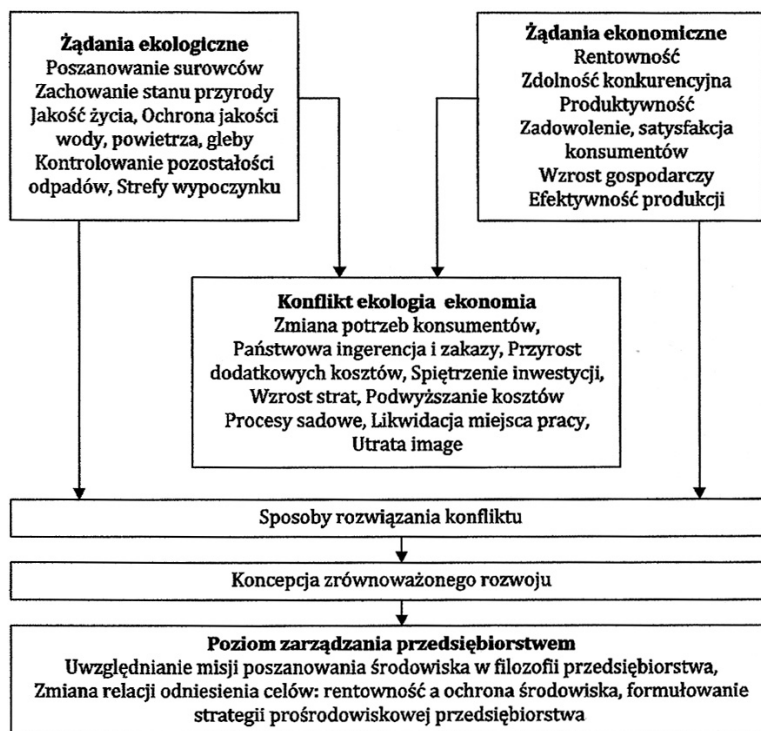 Żądania ekologiczne
Poszanowanie surowców
Zachowanie stanu przyrody
Jakość życia, Ochrona jakości
wody, powietrza, gleby
Kontrolowanie pozostałości
odpadów, Strefy wypoczynku
Żądania ekonomiczne
Rentowność
Zdolność konkurencyjna
Produktywność
Zadowolenie, satysfakcja
konsumentów
Wzrost gospodarczy
Efektywność produkcji
Konflikt ekologia ekonomia
Zmiana potrzeb konsumentów,
Państwowa ingerencja i zakazy, Przyrost
dodatkowych kosztów, Spiętrzenie inwestycji,
Wzrost strat, Podwyższanie kosztów
Procesy sadowe, Likwidacja miejsca pracy,
Utrata image
Sposoby rozwiązania konfliktu
Koncepcja zrównoważonego rozwoju
Poziom zarządzania przedsiębiorstwem
Uwzględnianie misji poszanowania środowiska w filozofii przedsiębiorstwa,
Zmiana relacji odniesienia celów: rentowność a ochrona środowiska, formułowanie
strategii prośrodowiskowej przedsiębiorstwa